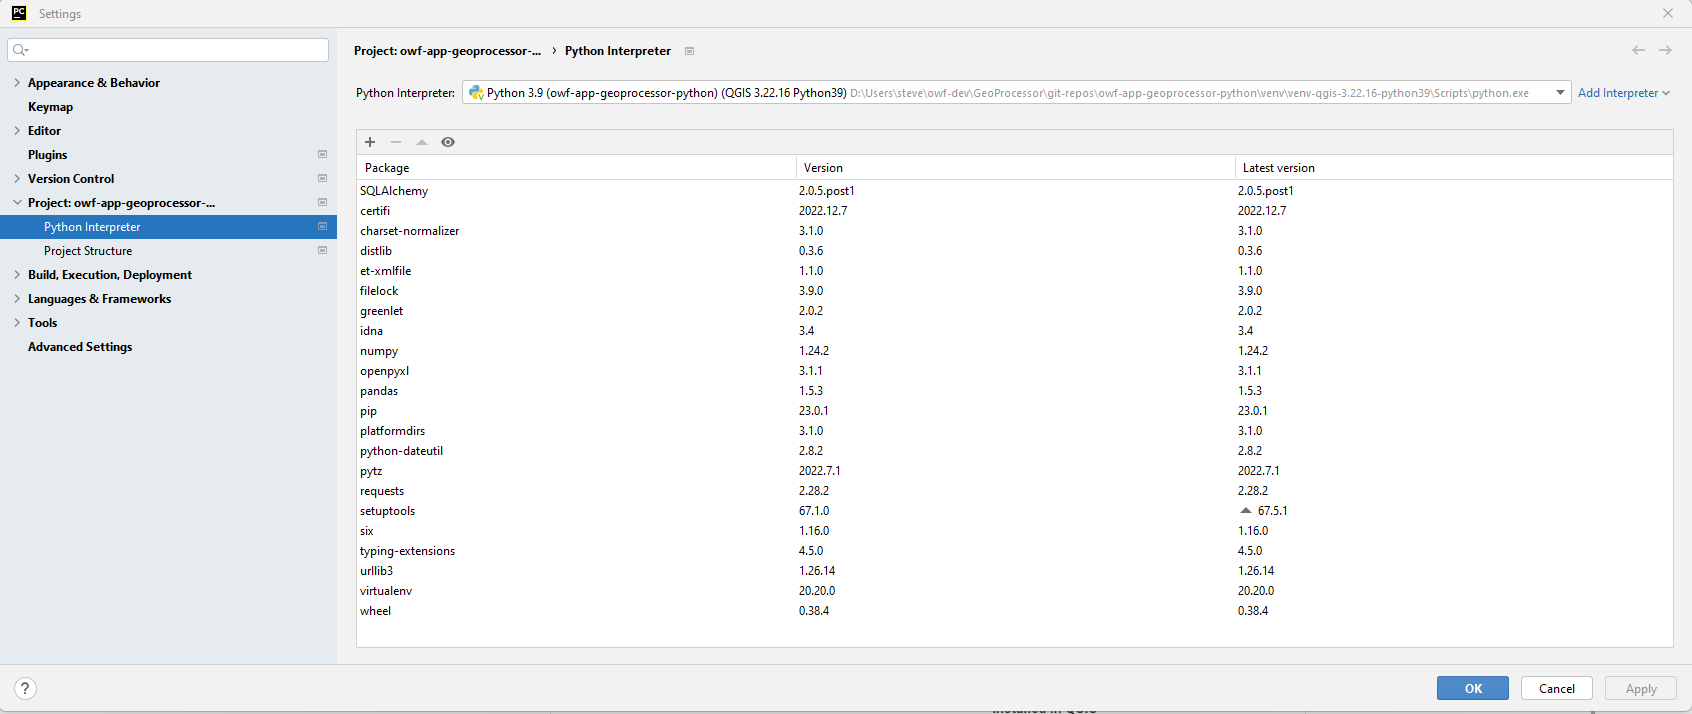 PC Settings
Project: owf-app-geoprocessor-... › Python Interpreter
Appearance & Behavior
Keymap
Editor
Plugins
Version Control
Project: owf-app-geoprocessor-...
Python Interpreter
Project Structure
Build, Execution, Deployment
Languages & Frameworks
Tools
Advanced Settings
Python Interpreter: Python 3.9 (owf-app-geoprocessor-python) (QGIS 3.22.16 Python39) D:\Users\steve\owf-dev\GeoProcessor\git-repos\owf-app-geoprocessor-python\venv\venv-qgis-3.22.16-python39\Scripts\python.exe Add Interpreter
Package Version Latest version
SQLAlchemy 2.0.5.post1 2.0.5.post1
certifi 2022.12.7 2022.12.7
charset-normalizer 3.1.0 3.1.0
distlib 0.3.6 0.3.6
et-xmlfile 1.1.0 1.1.0
filelock 3.9.0 3.9.0
greenlet 2.0.2 2.0.2
idna 3.4 3.4
numpy 1.24.2 1.24.2
openpyxl 3.1.1 3.1.1
pandas 1.5.3 1.5.3
pip 23.0.1 23.0.1
platformdirs 3.1.0 3.1.0
python-dateutil 2.8.2 2.8.2
pytz 2022.7.1 2022.7.1
requests 2.28.2 2.28.2
setuptools 67.1.0 67.5.1
six 1.16.0 1.16.0
typing-extensions 4.5.0 4.5.0
urllib3 1.26.14 1.26.14
virtualenv 20.20.0 20.20.0
wheel 0.38.4 0.38.4
? OK Cancel Apply